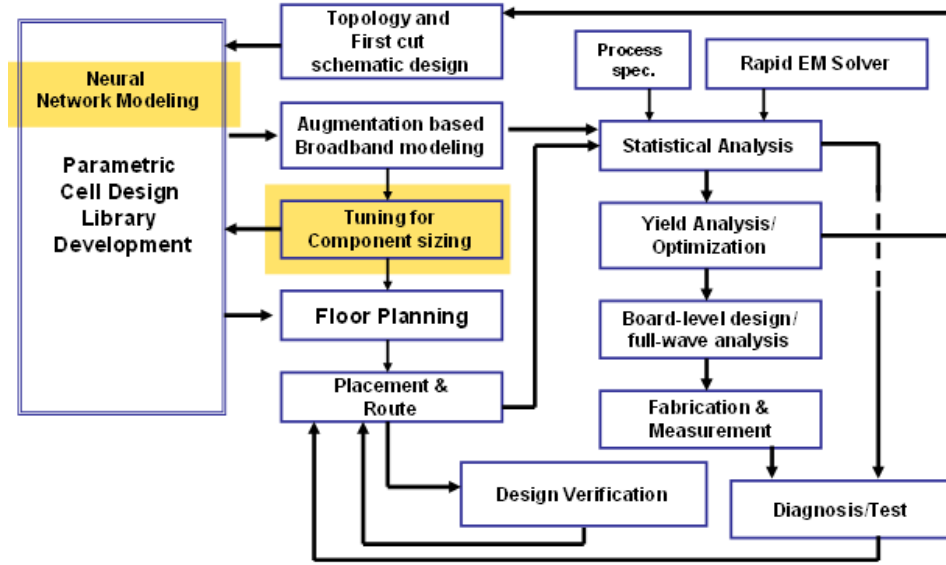 Topology and
First cut
schematic design
Process
spec.
Rapid EM Solver
Neural
Network Modeling
Augmentation based
Broadband modeling
Statistical Analysis
Parametric
Cell Design
Library
Development
Tuning for
Component sizing
Yield Analysis/
Optimization
Floor Planning
Board-level design/
full-wave analysis
Placement &
Route
Fabrication &
Measurement
Design Verification
Diagnosis/Test